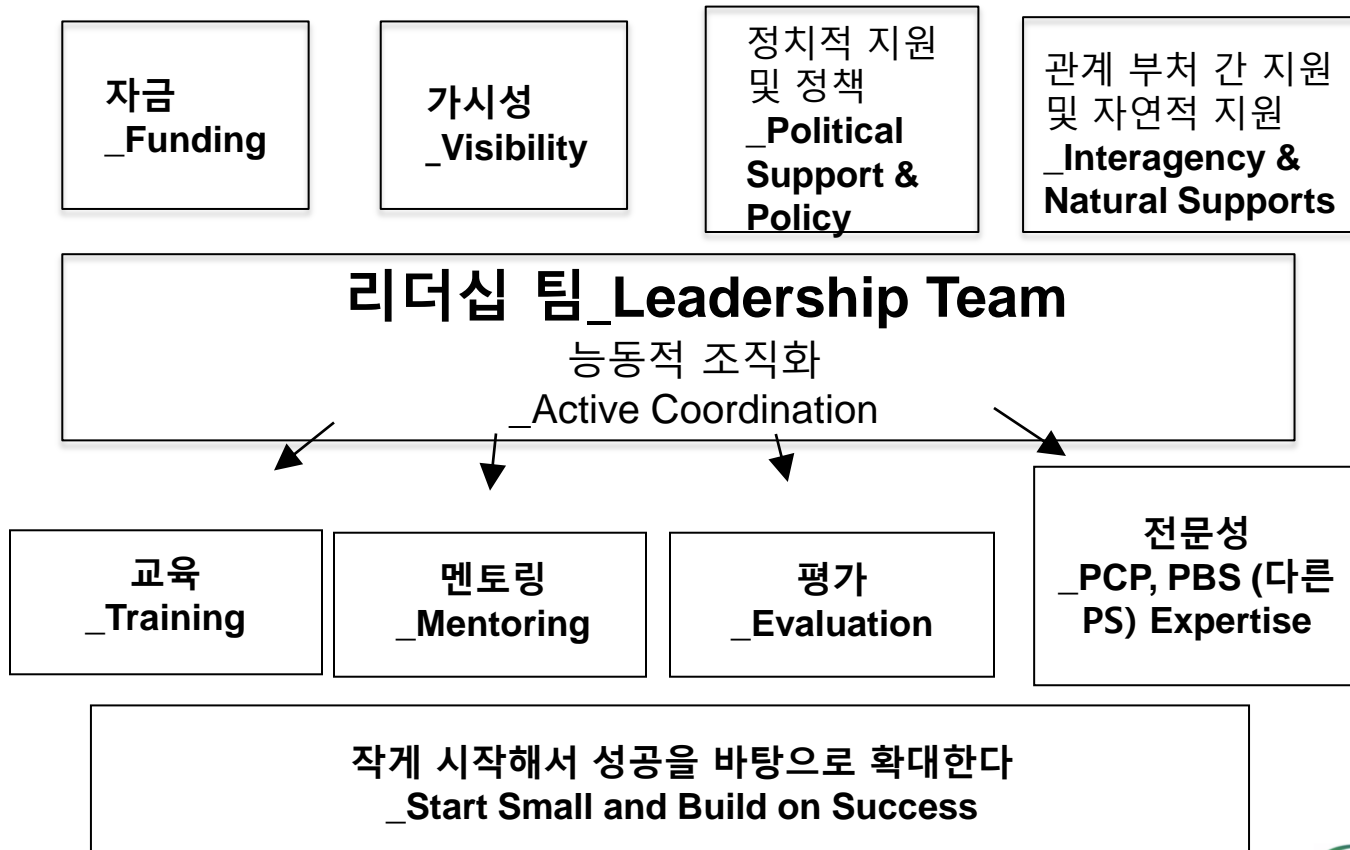 자금
_Funding
가시성
_Visibility
정치적 지원
및 정책
_Political
Support &
Policy
관계 부처 간 지원
및 자연적 지원
_Interagency &
Natural Supports
리더십 팀_Leadership Team
능동적 조직화
_Active Coordination
교육
_Training
멘토링
_Mentoring
평가
_Evaluation
전문성
_PCP, PBS (다른
PS) Expertise
작게 시작해서 성공을 바탕으로 확대한다
_Start Small and Build on Success